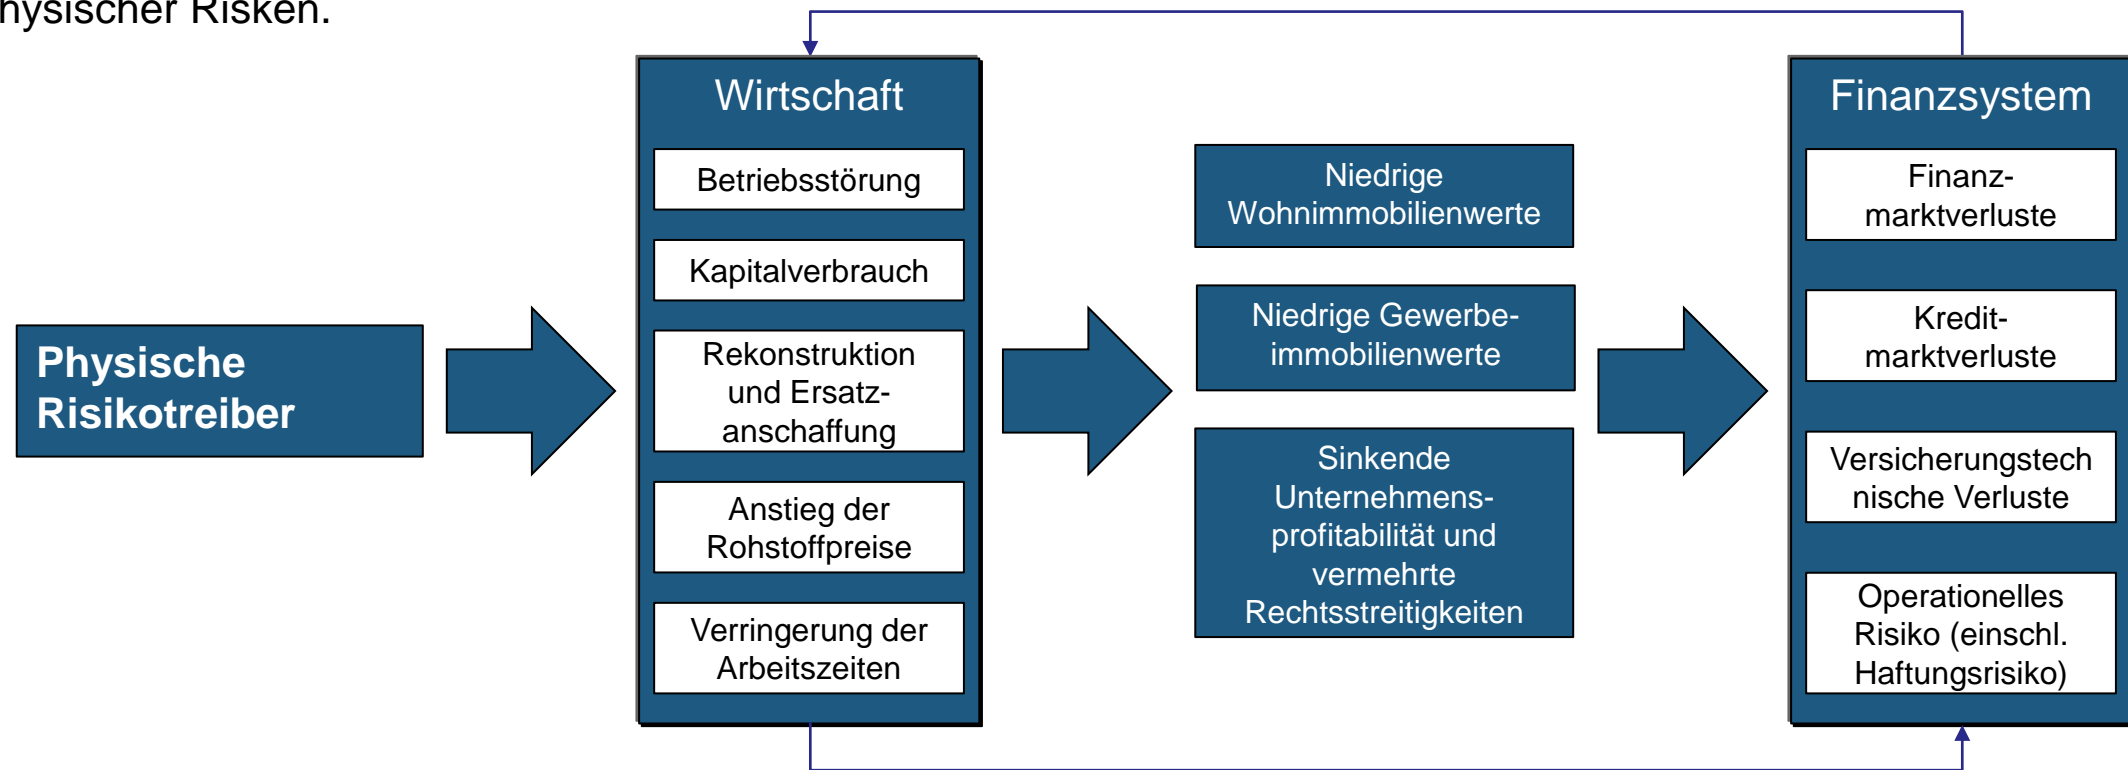 hysischer Risken.
Physische
Risikotreiber
Wirtschaft
Betriebsstörung
Kapitalverbrauch
Rekonstruktion
und Ersatz-
anschaffung
Anstieg der
Rohstoffpreise
Verringerung der
Arbeitszeiten
Niedrige
Wohnimmobilienwerte
Niedrige Gewerbe-
immobilienwerte
Sinkende
Unternehmens-
profitabilität und
vermehrte
Rechtsstreitigkeiten
Finanzsystem
Finanz-
marktverluste
Kredit-
marktverluste
Versicherungstech
nische Verluste
Operationelles
Risiko (einschl.
Haftungsrisiko)